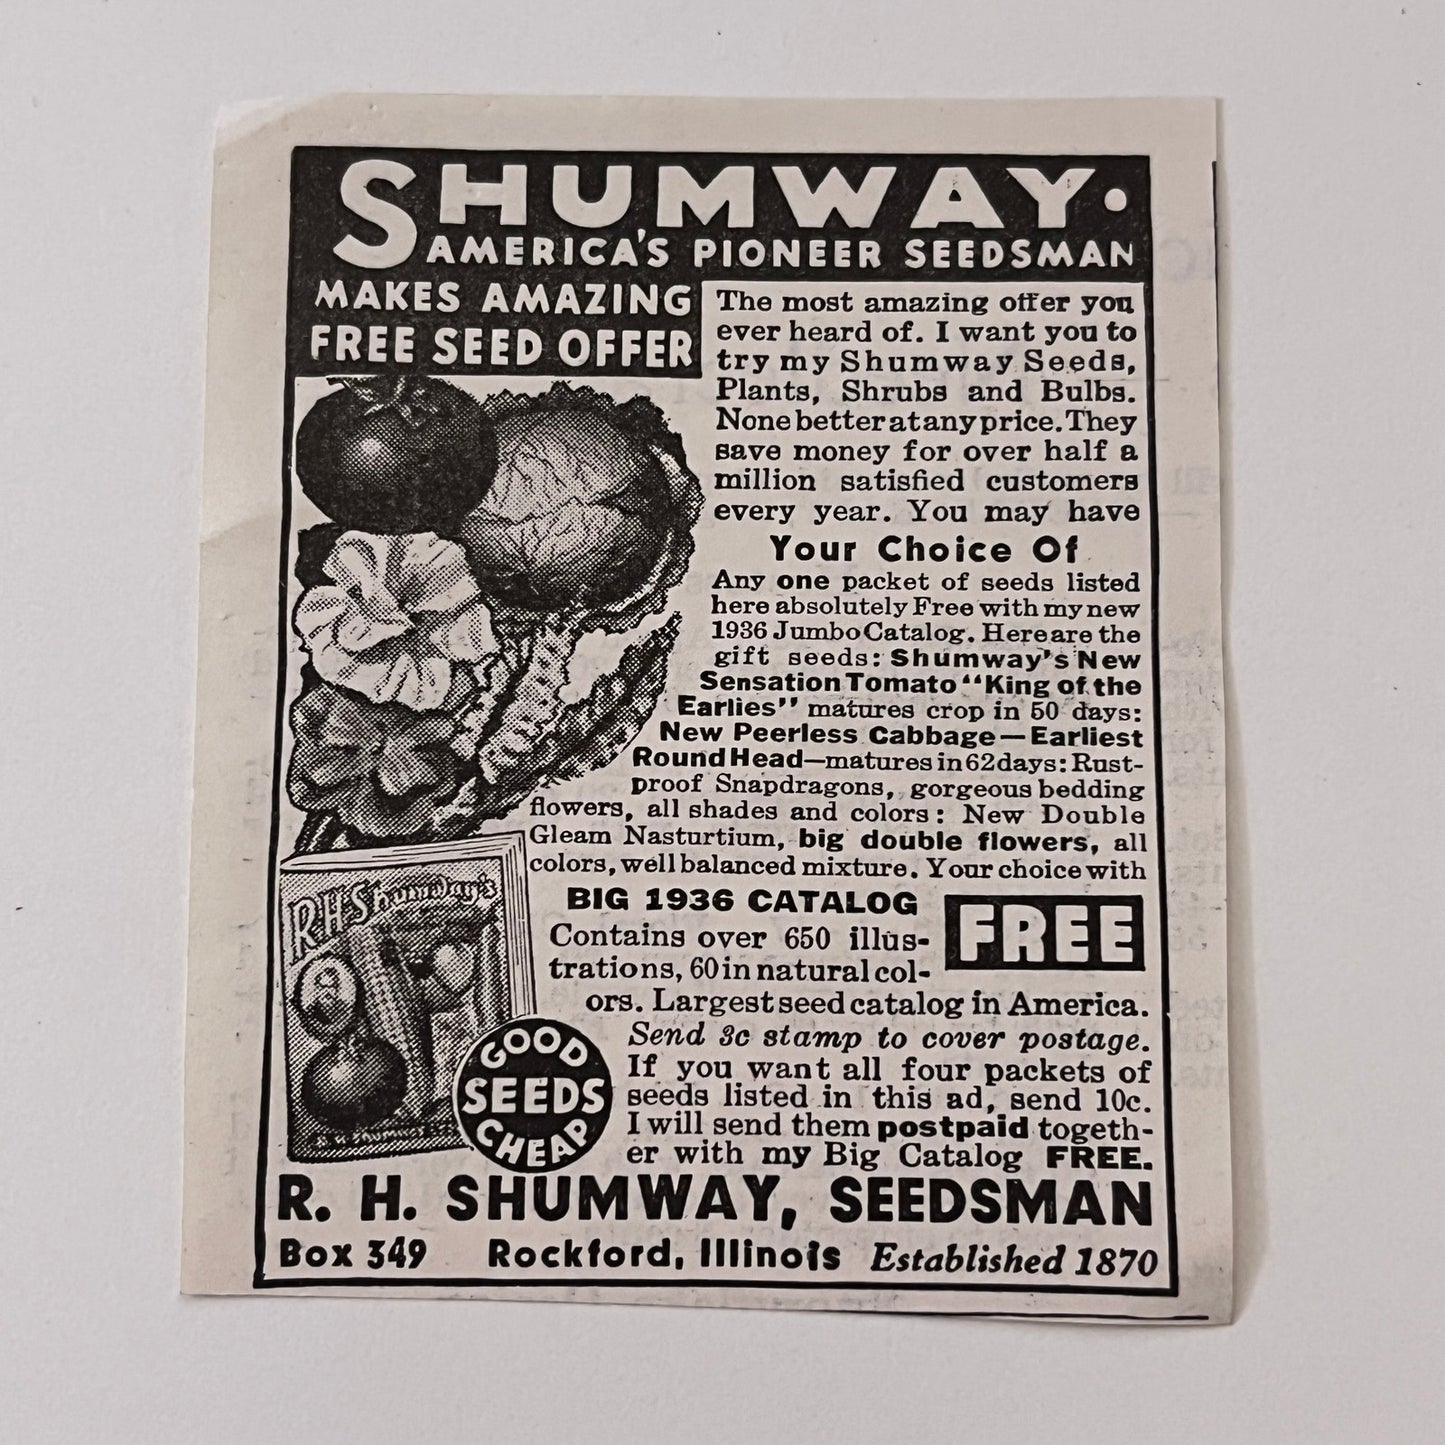 SHUMWAY.
AMERICA'S PIONEER SEEDSMAN
MAKES AMAZING
FREE SEED OFFER
The most amazing offer you
ever heard of. I want you to
try my Shumway Seeds,
Plants, Shrubs and Bulbs.
None better at any price. They
save money for over half a
million satisfied customers
every year. You may have
Your Choice Of
Any one packet of seeds listed
here absolutely Free with my new
1936 Jumbo Catalog. Here are the
gift seeds: Shumway's New
Sensation Tomato "King of the
Earlies" matures crop in 50 days:
New Peerless Cabbage—Earliest
Round Head—matures in 62 days: Rust-
proof Snapdragons, gorgeous bedding
flowers, all shades and colors: New Double
Gleam Nasturtium, big double flowers, all
colors, well balanced mixture. Your choice with
BIG 1936 CATALOG FREE
Contains over 650 illus-
trations, 60 in natural col-
ors. Largest seed catalog in America.
Send 3c stamp to cover postage.
If you want all four packets of
seeds listed in this ad, send 10c.
I will send them postpaid togeth-
er with my Big Catalog FREE.
R.H. Shumway's
GOOD
SEEDS
CHEAP
R. H. SHUMWAY, SEEDSMAN
Box 349 Rockford, Illinois Established 1870